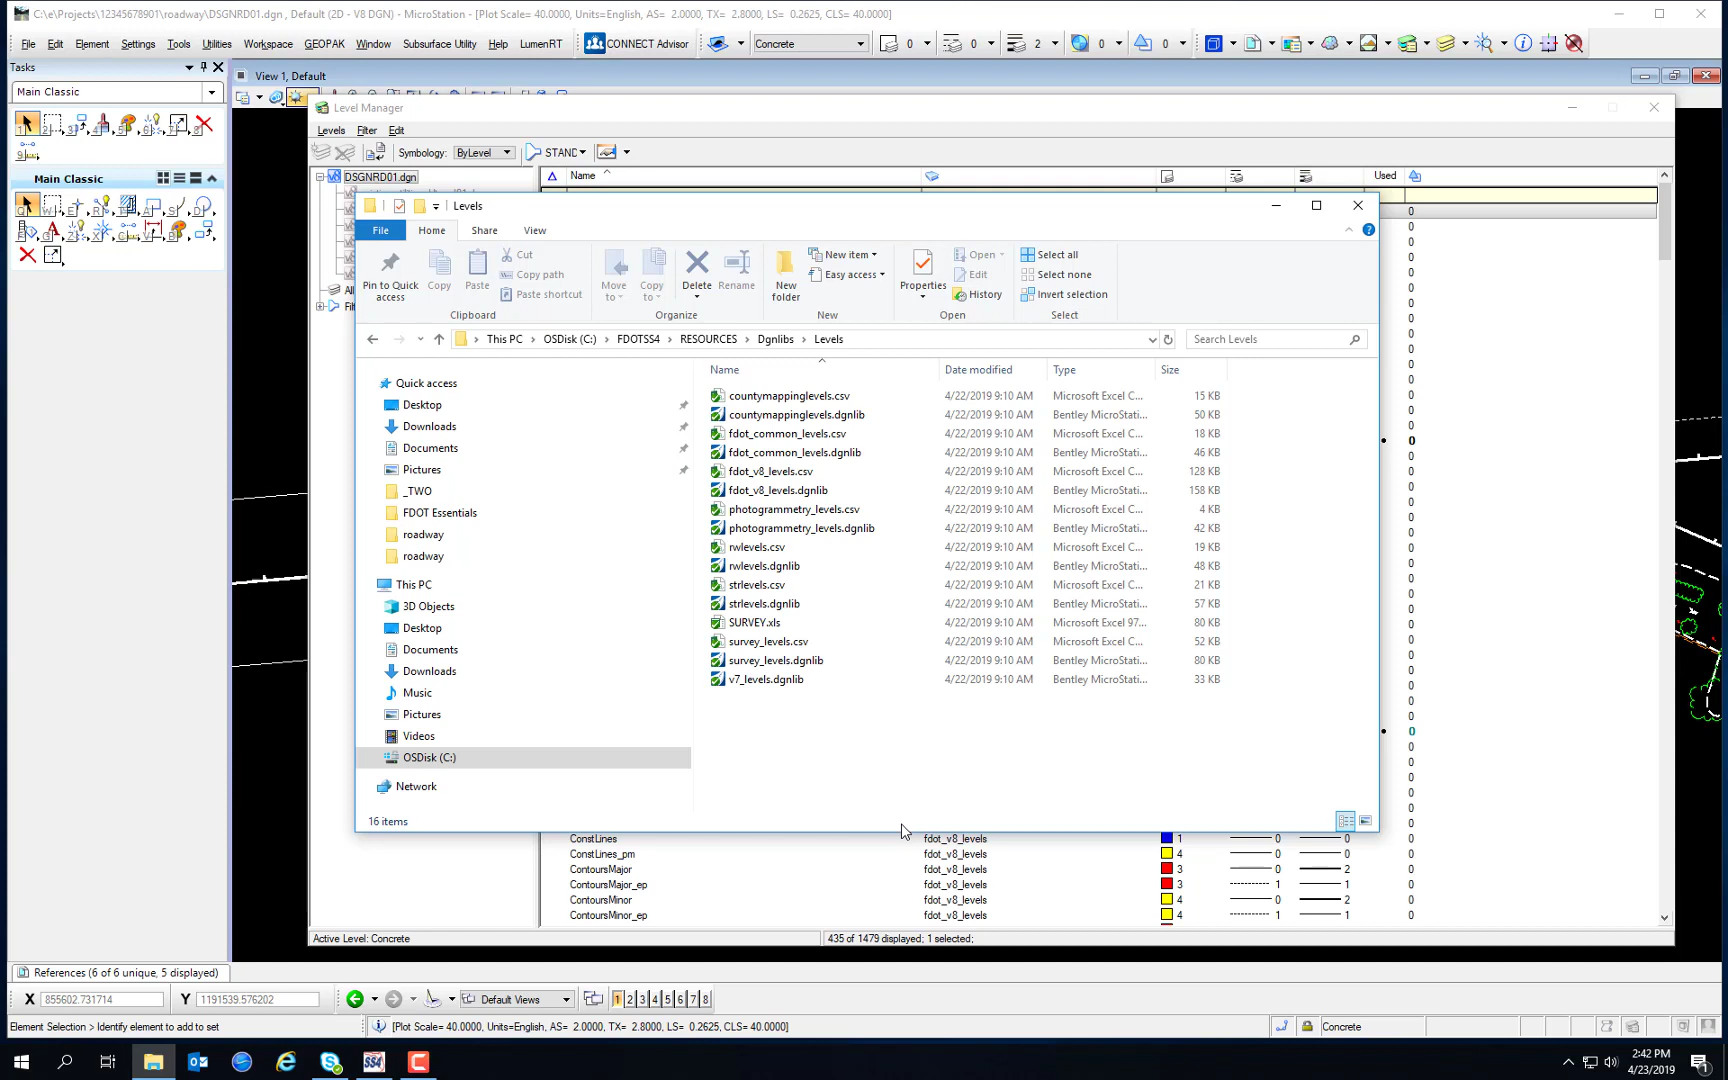 C:\e\Projects\12345678901\roadway\DSGNRD01.dgn , Default (2D - V8 DGN) - MicroStation - [Plot Scale= 40.0000, Units=English, AS= 2.0000, TX= 2.8000, LS= 0.2625, CLS= 40.0000]
File Edit Element Settings Tools Utilities Workspace GEOPAK Window Subsurface Utility Help LumenRT CONNECT Advisor Concrete 0 0 2 0 0
Tasks
View 1, Default
Main Classic
Level Manager
Levels Filter Edit
Symbology: ByLevel STAND
Main Classic
DSGNRD01.dgn
Name Used
Levels
File Home Share View
Pin to Quick access
Copy
Paste
Cut
Copy path
Paste shortcut
Move to
Copy to
Delete
Rename
New folder
New item
Easy access
Properties
Open
Edit
History
Select all
Select none
Invert selection
Clipboard Organize New Open Select
This PC > OSDisk (C:) > FDOTSS4 > RESOURCES > Dgnlibs > Levels
Search Levels
Name Date modified Type Size
Quick access
Desktop
Downloads
Documents
Pictures
_TWO
FDOT Essentials
roadway
roadway
This PC
3D Objects
Desktop
Documents
Downloads
Music
Pictures
Videos
OSDisk (C:)
Network
countymappinglevels.csv 4/22/2019 9:10 AM Microsoft Excel C... 15 KB
countymappinglevels.dgnlib 4/22/2019 9:10 AM Bentley MicroStati... 50 KB
fdot_common_levels.csv 4/22/2019 9:10 AM Microsoft Excel C... 18 KB
fdot_common_levels.dgnlib 4/22/2019 9:10 AM Bentley MicroStati... 46 KB
fdot_v8_levels.csv 4/22/2019 9:10 AM Microsoft Excel C... 128 KB
fdot_v8_levels.dgnlib 4/22/2019 9:10 AM Bentley MicroStati... 158 KB
photogrammetry_levels.csv 4/22/2019 9:10 AM Microsoft Excel C... 4 KB
photogrammetry_levels.dgnlib 4/22/2019 9:10 AM Bentley MicroStati... 42 KB
rwlevels.csv 4/22/2019 9:10 AM Microsoft Excel C... 19 KB
rwlevels.dgnlib 4/22/2019 9:10 AM Bentley MicroStati... 48 KB
strlevels.csv 4/22/2019 9:10 AM Microsoft Excel C... 21 KB
strlevels.dgnlib 4/22/2019 9:10 AM Bentley MicroStati... 57 KB
SURVEY.xls 4/22/2019 9:10 AM Microsoft Excel 97... 80 KB
survey_levels.csv 4/22/2019 9:10 AM Microsoft Excel C... 52 KB
survey_levels.dgnlib 4/22/2019 9:10 AM Bentley MicroStati... 80 KB
v7_levels.dgnlib 4/22/2019 9:10 AM Bentley MicroStati... 33 KB
16 items
ConstLines fdot_v8_levels 1 0 0 0
ConstLines_pm fdot_v8_levels 4 0 0 0
ContoursMajor fdot_v8_levels 3 0 2 0
ContoursMajor_ep fdot_v8_levels 3 1 1 0
ContoursMinor fdot_v8_levels 4 0 2 0
ContoursMinor_ep fdot_v8_levels 4 1 1 0
Active Level: Concrete
435 of 1479 displayed; 1 selected;
References (6 of 6 unique, 5 displayed)
X 855602.731714 Y 1191539.576202 Default Views 1 2 3 4 5 6 7 8
Element Selection > Identify element to add to set
[Plot Scale= 40.0000, Units=English, AS= 2.0000, TX= 2.8000, LS= 0.2625, CLS= 40.0000]
Concrete
SS4
2:42 PM
4/23/2019